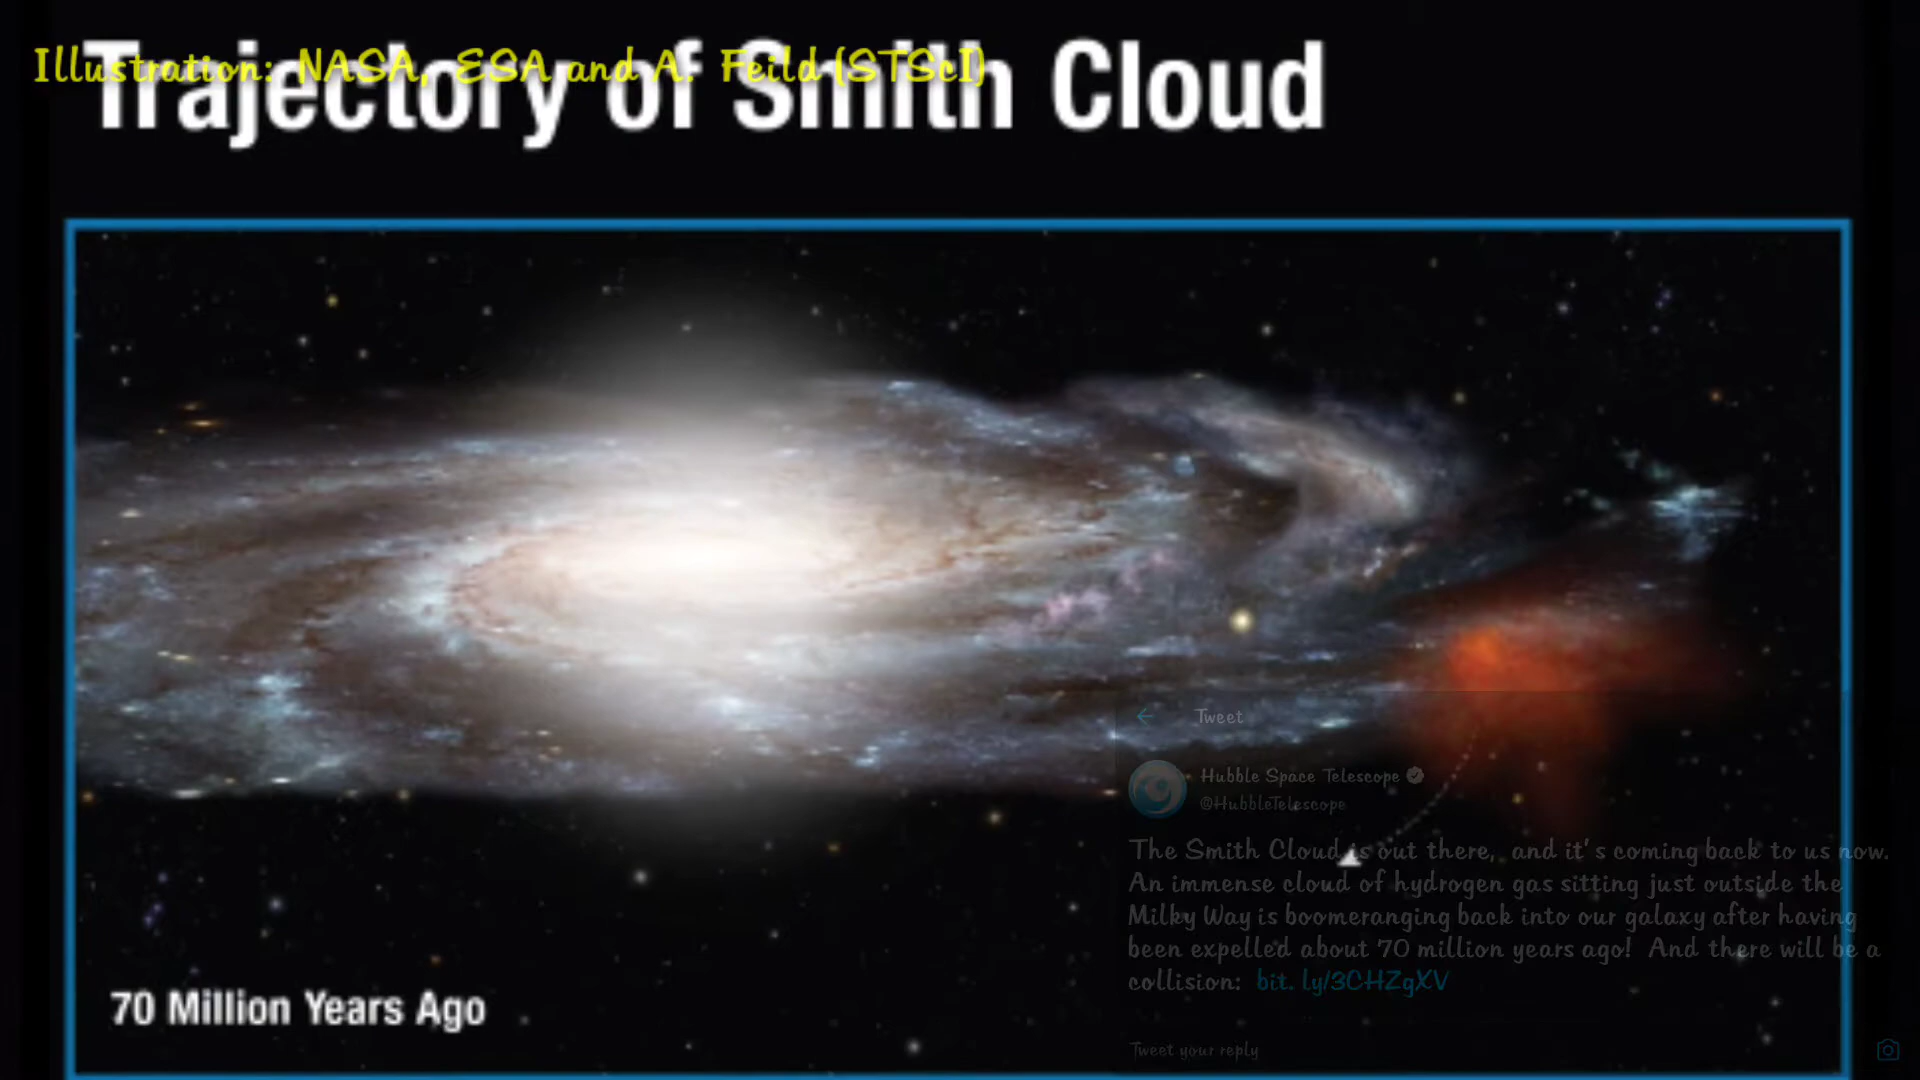 Illustration: NASA, ESA and A. Feild (STScI)
Trajectory of Smith Cloud
Tweet
Hubble Space Telescope
@HubbleTelescope
The Smith Cloud is out there, and it's coming back to us now.
An immense cloud of hydrogen gas sitting just outside the
Milky Way is boomeranging back into our galaxy after having
been expelled about 70 million years ago! And there will be a
collision: bit.ly/3CHZgXV
70 Million Years Ago
Tweet your reply